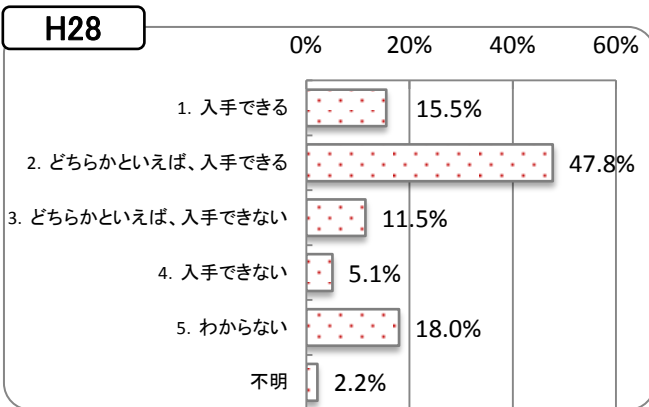 H28
0% 20% 40% 60%
1. 入手できる 15.5%
2. どちらかといえば、入手できる 47.8%
3. どちらかといえば、入手できない 11.5%
4. 入手できない 5.1%
5. わからない 18.0%
不明 2.2%